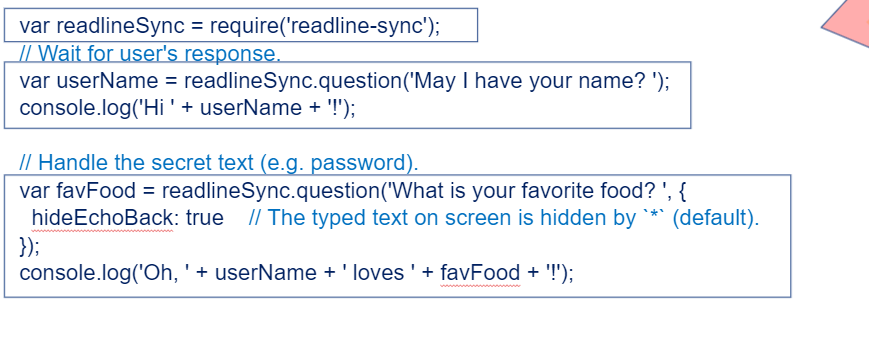 var readlineSync = require('readline-sync');
// Wait for user's response.
var userName = readlineSync.question('May I have your name? ');
console.log('Hi ' + userName + '!');
// Handle the secret text (e.g. password).
var favFood = readlineSync.question('What is your favorite food? ', {
  hideEchoBack: true    // The typed text on screen is hidden by `*` (default).
});
console.log('Oh, ' + userName + ' loves ' + favFood + '!');